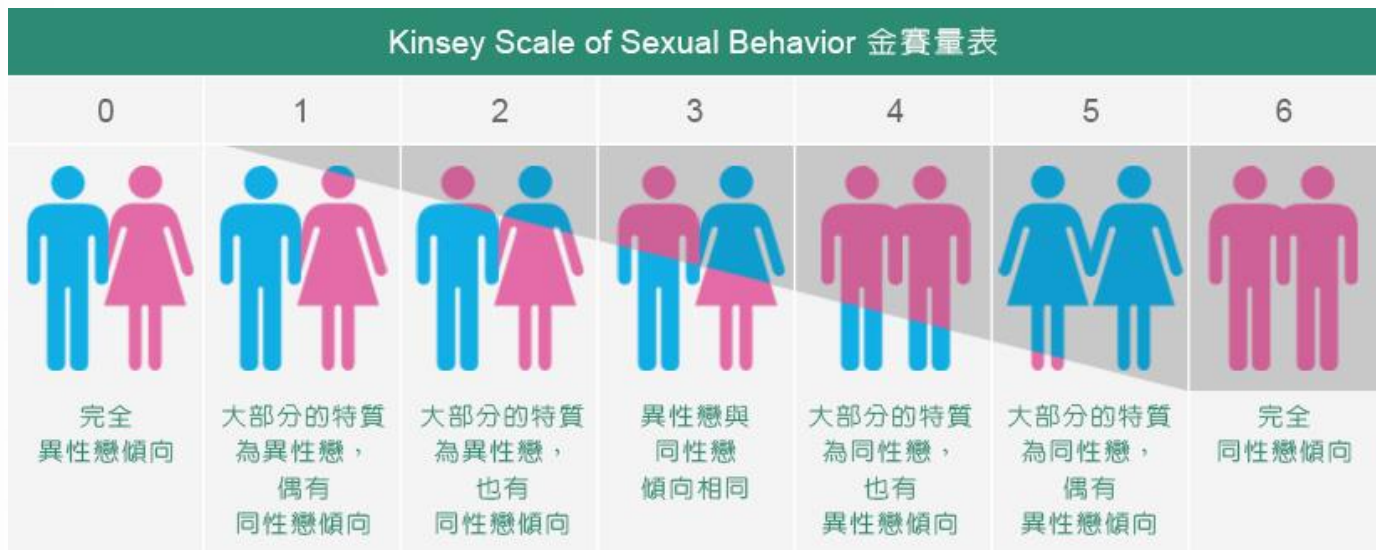 Kinsey Scale of Sexual Behavior 金賽量表
0
1
2
3
4
5
6
完全
異性戀傾向
大部分的特質
為異性戀，
偶有
同性戀傾向
大部分的特質
為異性戀，
也有
同性戀傾向
異性戀與
同性戀
傾向相同
大部分的特質
為同性戀，
也有
異性戀傾向
大部分的特質
為同性戀，
偶有
異性戀傾向
完全
同性戀傾向